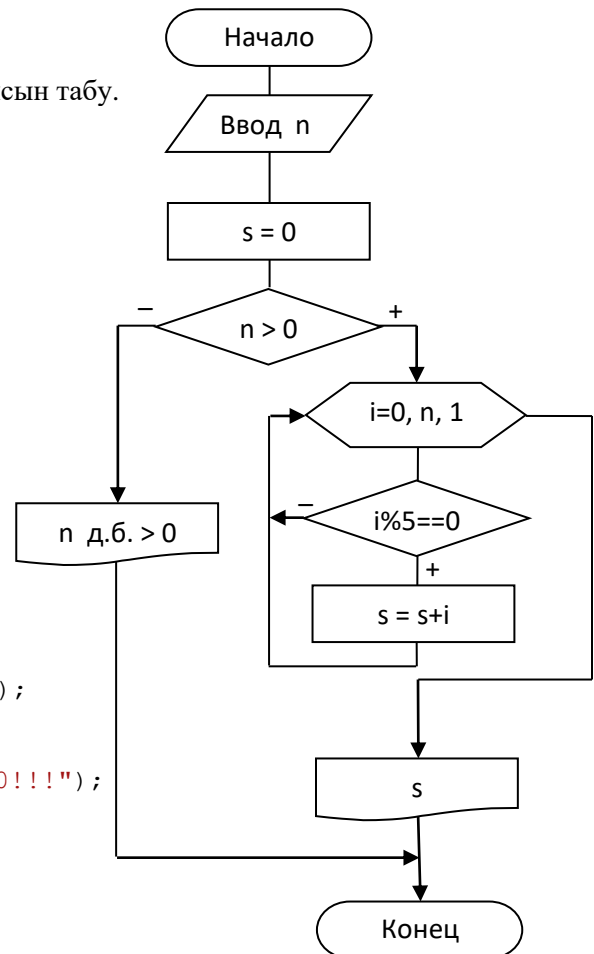 Начало
сын табу.
Ввод n
s = 0
n > 0
–
+
i=0, n, 1
–
i%5==0
n д.б. > 0
+
s = s+i
);
0!!!");
s
Конец